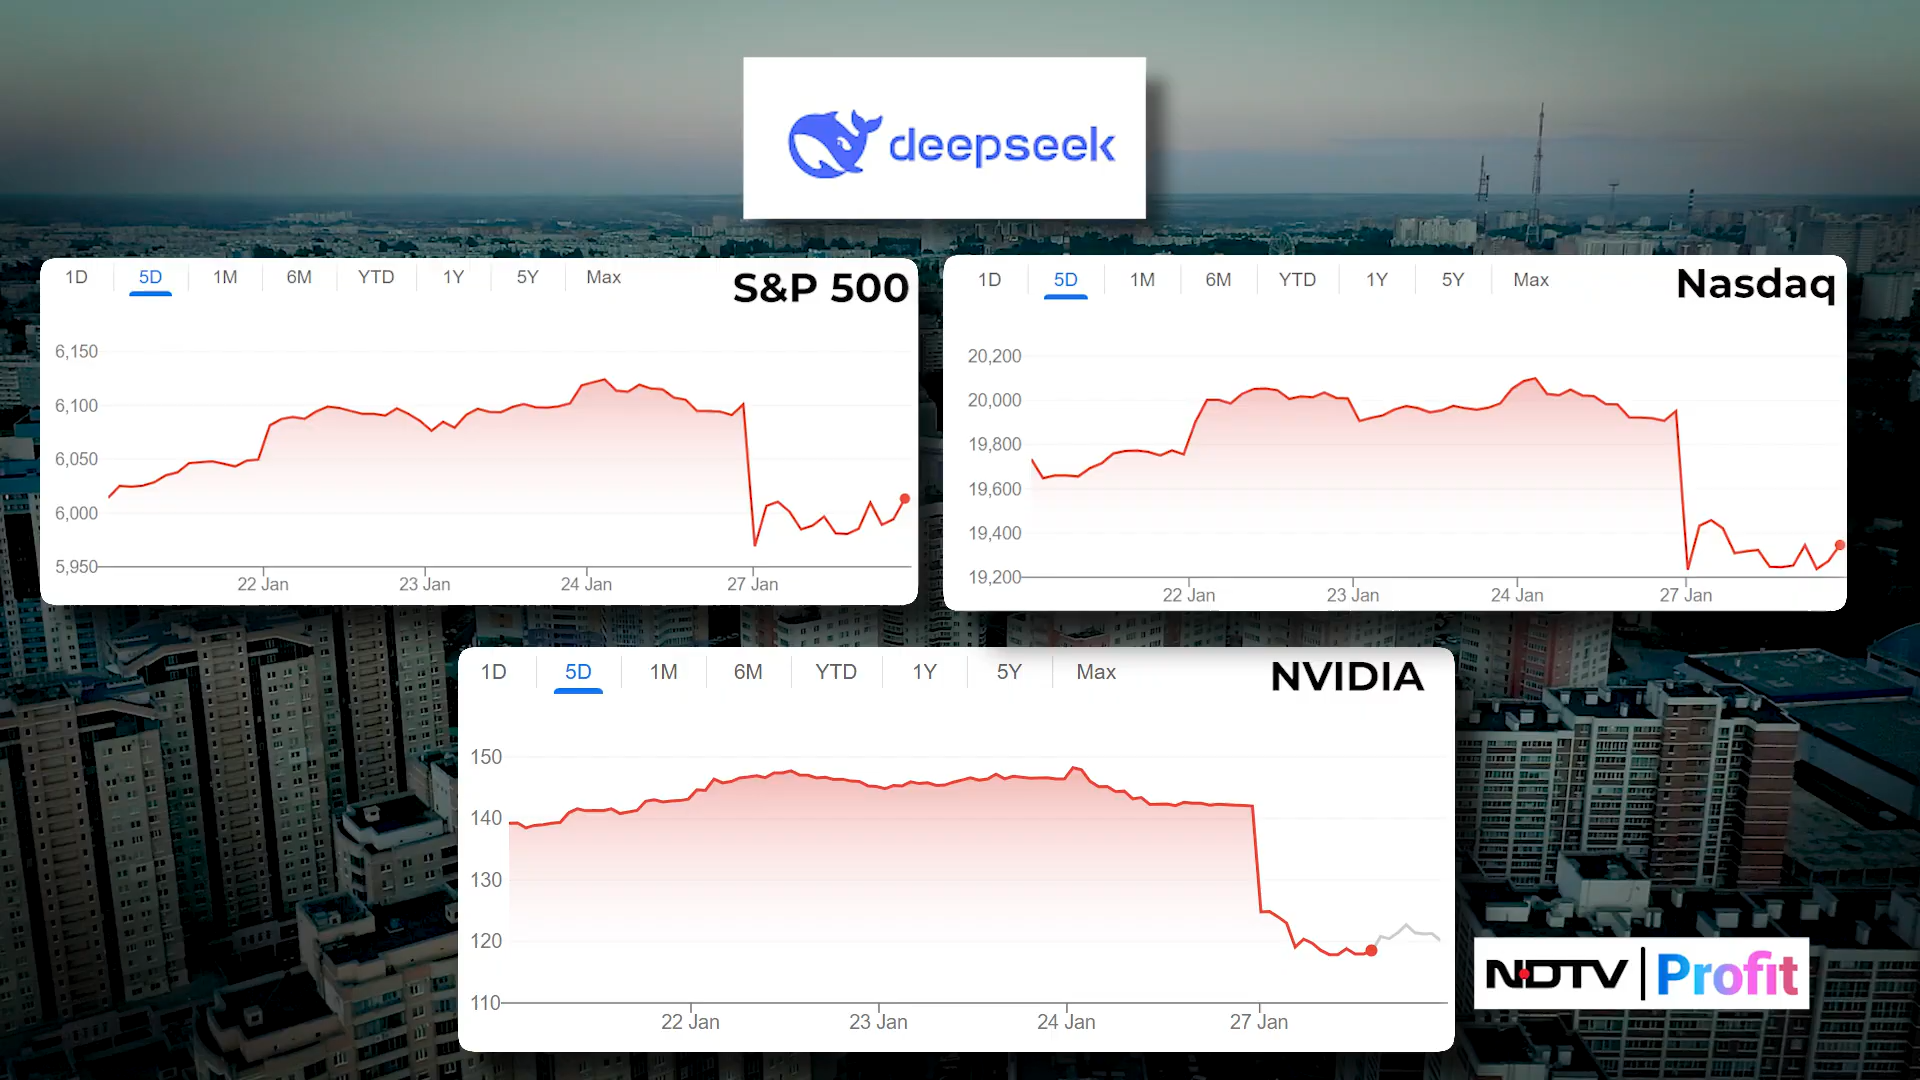 deepseek
1D 5D 1M 6M YTD 1Y 5Y Max
S&P 500
6,150
6,100
6,050
6,000
5,950
22 Jan 23 Jan 24 Jan 27 Jan
1D 5D 1M 6M YTD 1Y 5Y Max
Nasdaq
20,200
20,000
19,800
19,600
19,400
19,200
22 Jan 23 Jan 24 Jan 27 Jan
1D 5D 1M 6M YTD 1Y 5Y Max
NVIDIA
150
140
130
120
110
22 Jan 23 Jan 24 Jan 27 Jan
NDTV Profit